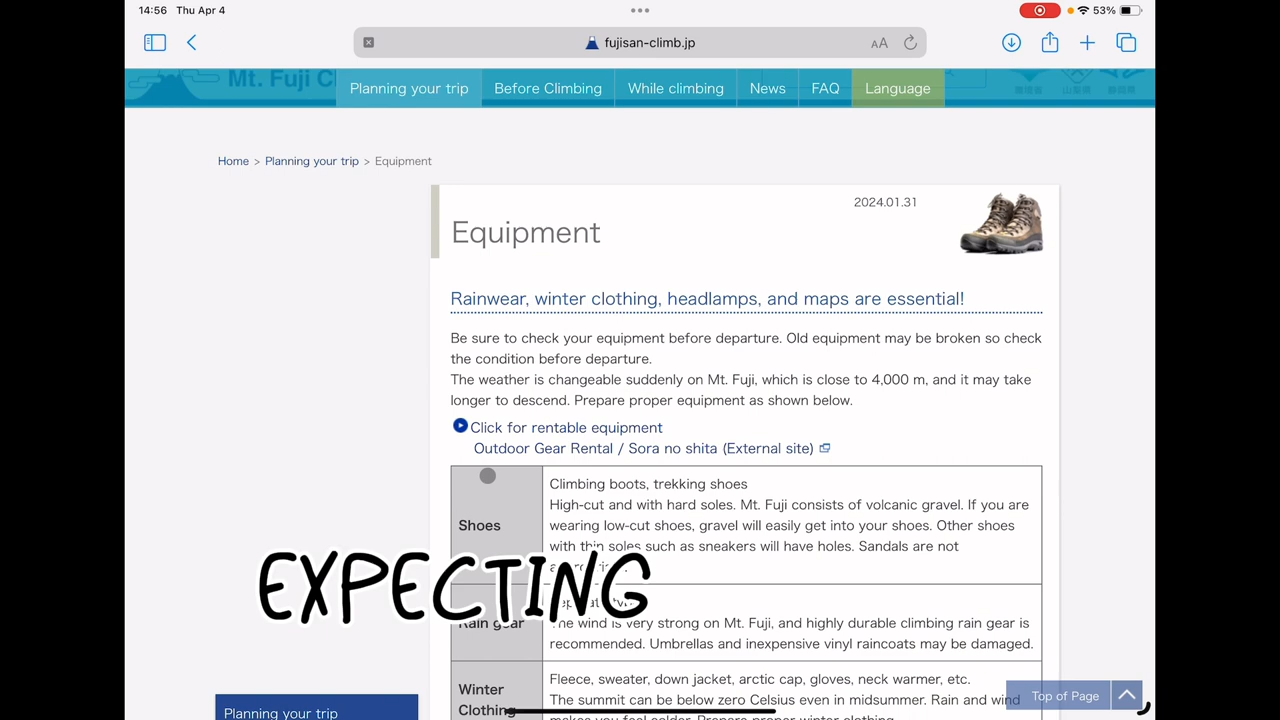 14:56 Thu Apr 4
53%
fujisan-climb.jp
AA
Mt. Fuji C
Planning your trip
Before Climbing
While climbing
News
FAQ
Language
Home > Planning your trip > Equipment
2024.01.31
Equipment
Rainwear, winter clothing, headlamps, and maps are essential!
Be sure to check your equipment before departure. Old equipment may be broken so check
the condition before departure.
The weather is changeable suddenly on Mt. Fuji, which is close to 4,000 m, and it may take
longer to descend. Prepare proper equipment as shown below.
Click for rentable equipment
Outdoor Gear Rental / Sora no shita (External site)
Shoes
Climbing boots, trekking shoes
High-cut and with hard soles. Mt. Fuji consists of volcanic gravel. If you are
wearing low-cut shoes, gravel will easily get into your shoes. Other shoes
with thin soles such as sneakers will have holes. Sandals are not
EXPECTING
Rain gear
The wind is very strong on Mt. Fuji, and highly durable climbing rain gear is
recommended. Umbrellas and inexpensive vinyl raincoats may be damaged.
Winter
Clothing
Fleece, sweater, down jacket, arctic cap, gloves, neck warmer, etc.
The summit can be below zero Celsius even in midsummer. Rain and wind
makes you feel colder. Prepare proper winter clothing.
Top of Page
Planning your trip